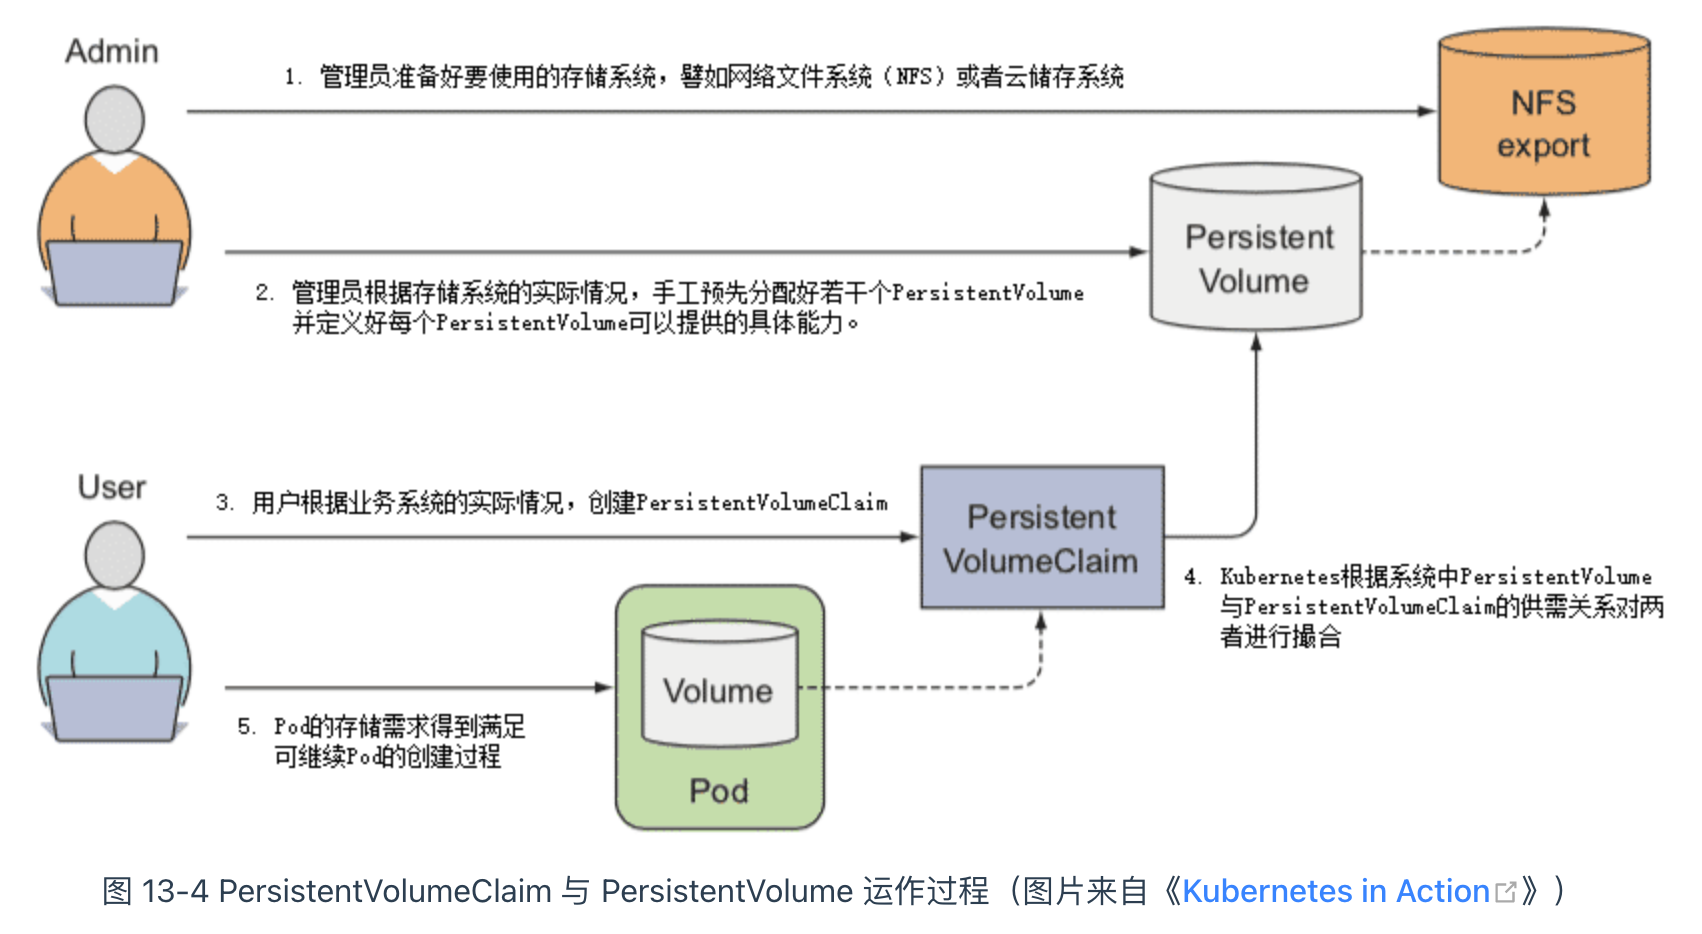 Admin
1. 管理员准备好要使用的存储系统，譬如网络文件系统（NFS）或者云储存系统
NFS
export
Persistent
Volume
2. 管理员根据存储系统的实际情况，手工预先分配好若干个PersistentVolume
并定义好每个PersistentVolume可以提供的具体能力。
User
3. 用户根据业务系统的实际情况，创建PersistentVolumeClaim
Persistent
VolumeClaim
4. Kubernetes根据系统中PersistentVolume
与PersistentVolumeClaim的供需关系对两
者进行撮合
Volume
Pod
5. Pod的存储需求得到满足
可继续Pod的创建过程
图 13-4 PersistentVolumeClaim 与 PersistentVolume 运作过程（图片来自《Kubernetes in Action》）